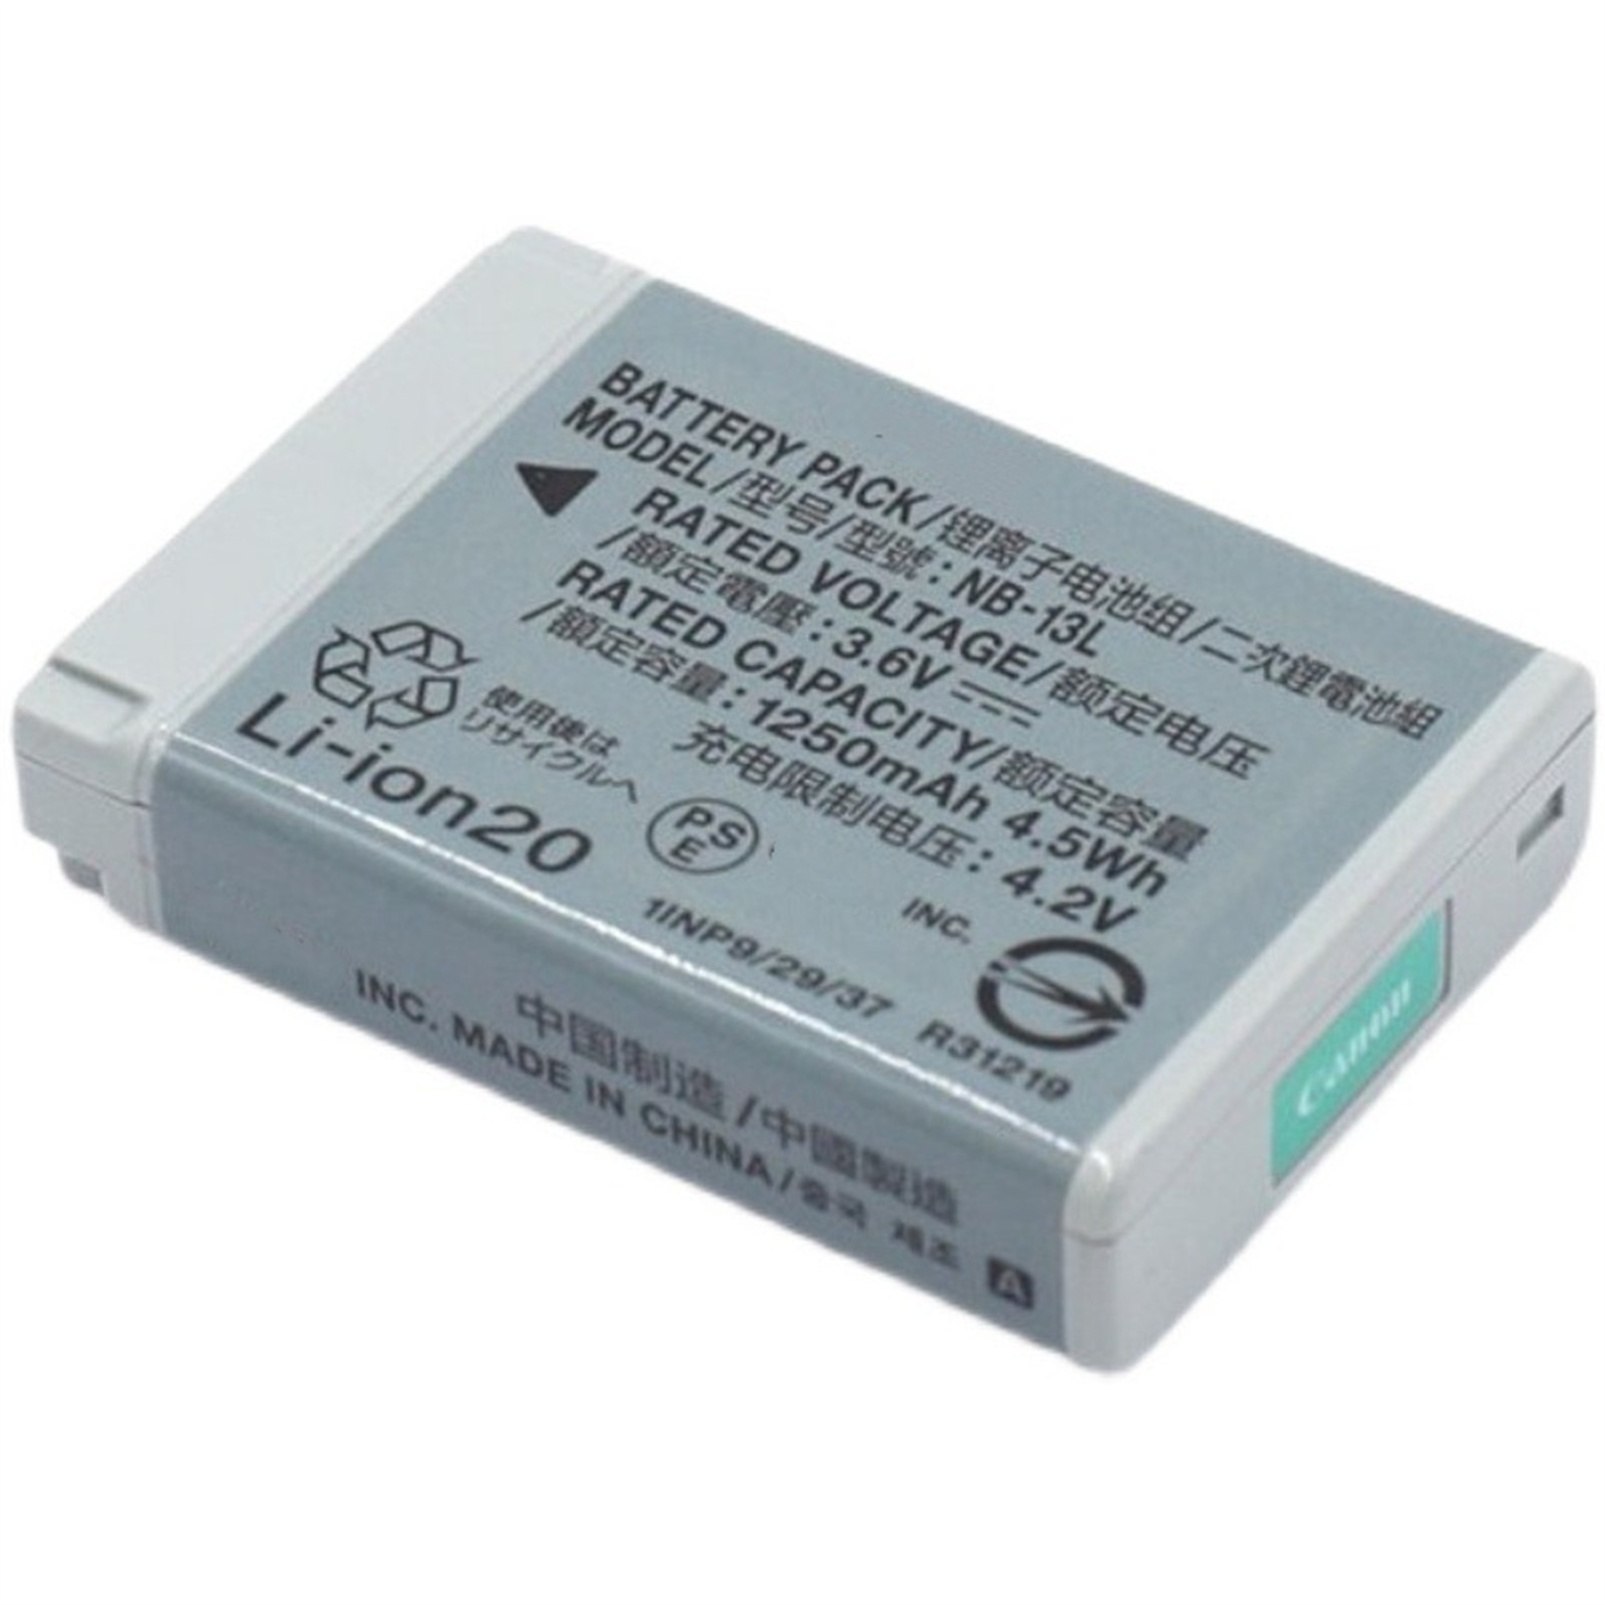 BATTERY PACK/锂离子电池组/二次鋰電池組
MODEL/型号/型號:NB-13L
RATED VOLTAGE/额定电压
/額定電壓:3.6V
RATED CAPACITY/额定容量
/額定容量:1250mAh 4.5Wh
充电限制电压:4.2V
使用後は
リサイクルへ
Li-ion20
PSE
INC.
1INP9/29/37
R31219
中国制造/中國製造
INC. MADE IN CHINA/중국 제조
A
Canon